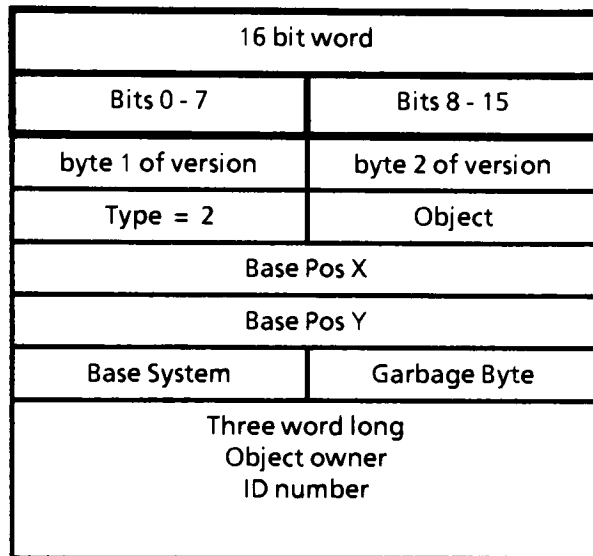 16 bit word
Bits 0 - 7 Bits 8 - 15
byte 1 of version byte 2 of version
Type = 2 Object
Base Pos X
Base Pos Y
Base System Garbage Byte
Three word long
Object owner
ID number